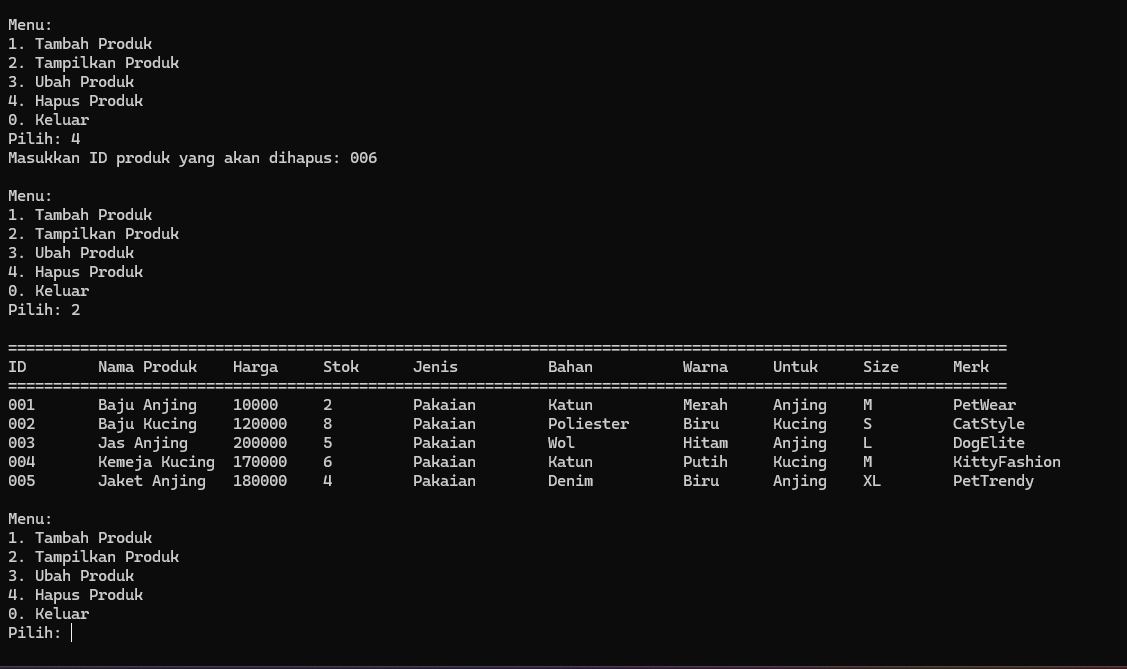 Menu:
1. Tambah Produk
2. Tampilkan Produk
3. Ubah Produk
4. Hapus Produk
0. Keluar
Pilih: 4
Masukkan ID produk yang akan dihapus: 006
Menu:
1. Tambah Produk
2. Tampilkan Produk
3. Ubah Produk
4. Hapus Produk
0. Keluar
Pilih: 2
===============================================================================================================
ID Nama Produk Harga Stok Jenis Bahan Warna Untuk Size Merk
===============================================================================================================
001 Baju Anjing 10000 2 Pakaian Katun Merah Anjing M PetWear
002 Baju Kucing 120000 8 Pakaian Poliester Biru Kucing S CatStyle
003 Jas Anjing 200000 5 Pakaian Wol Hitam Anjing L DogElite
004 Kemeja Kucing 170000 6 Pakaian Katun Putih Kucing M KittyFashion
005 Jaket Anjing 180000 4 Pakaian Denim Biru Anjing XL PetTrendy
Menu:
1. Tambah Produk
2. Tampilkan Produk
3. Ubah Produk
4. Hapus Produk
0. Keluar
Pilih: